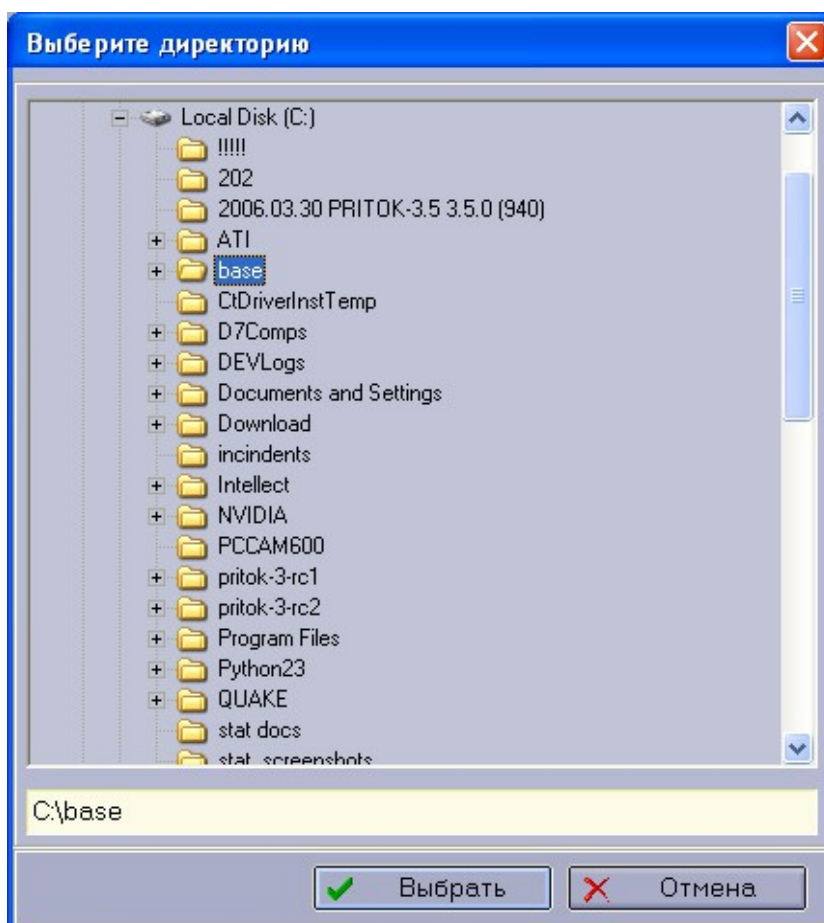 Выберите директорию
Local Disk (C:)
!!!!!
202
2006.03.30 PRITOK-3.5 3.5.0 (940)
ATI
base
CtDriverInstTemp
D7Comps
DEVLogs
Documents and Settings
Download
incindents
Intellect
NVIDIA
PCCAM600
pritok-3-rc1
pritok-3-rc2
Program Files
Python23
QUAKE
stat docs
stat_screenshots
C:\base
Выбрать
Отмена